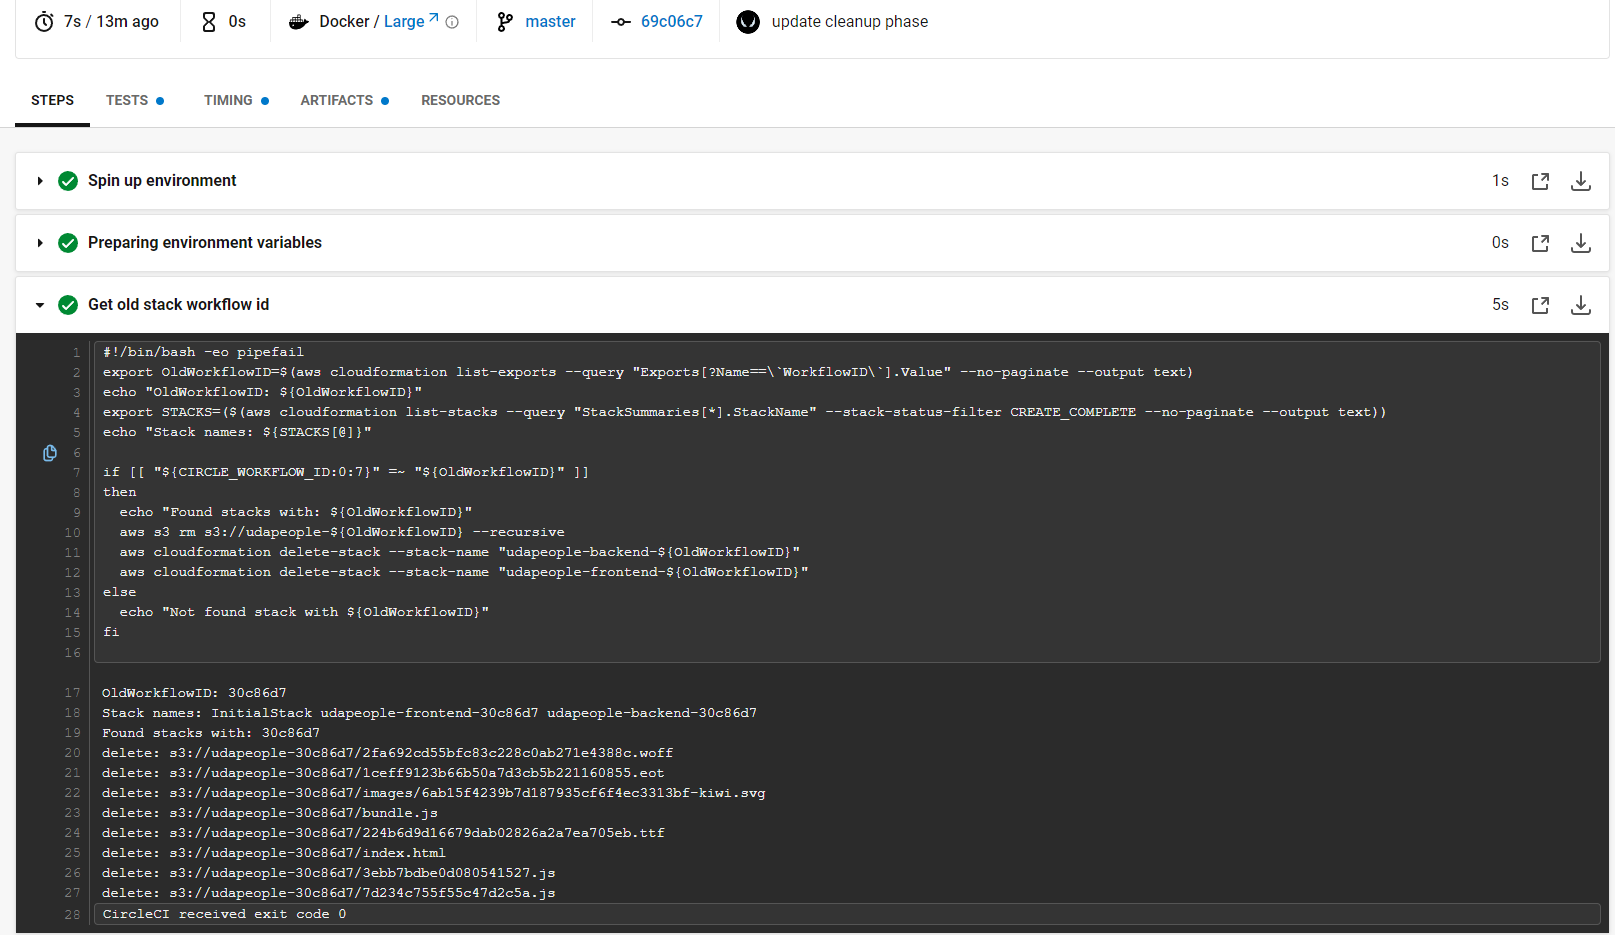 7s / 13m ago 0s Docker / Large master 69c06c7 update cleanup phase
STEPS TESTS TIMING ARTIFACTS RESOURCES
Spin up environment 1s
Preparing environment variables 0s
Get old stack workflow id 5s
1 #!/bin/bash -eo pipefail
2 export OldWorkflowID=$(aws cloudformation list-exports --query "Exports[?Name==\`WorkflowID\`].Value" --no-paginate --output text)
3 echo "OldWorkflowID: ${OldWorkflowID}"
4 export STACKS=($(aws cloudformation list-stacks --query "StackSummaries[*].StackName" --stack-status-filter CREATE_COMPLETE --no-paginate --output text))
5 echo "Stack names: ${STACKS[@]}"
6
7 if [[ "${CIRCLE_WORKFLOW_ID:0:7}" =~ "${OldWorkflowID}" ]]
8 then
9 echo "Found stacks with: ${OldWorkflowID}"
10 aws s3 rm s3://udapeople-${OldWorkflowID} --recursive
11 aws cloudformation delete-stack --stack-name "udapeople-backend-${OldWorkflowID}"
12 aws cloudformation delete-stack --stack-name "udapeople-frontend-${OldWorkflowID}"
13 else
14 echo "Not found stack with ${OldWorkflowID}"
15 fi
16
17 OldWorkflowID: 30c86d7
18 Stack names: InitialStack udapeople-frontend-30c86d7 udapeople-backend-30c86d7
19 Found stacks with: 30c86d7
20 delete: s3://udapeople-30c86d7/2fa692cd55bfc83c228c0ab271e4388c.woff
21 delete: s3://udapeople-30c86d7/1ceff9123b66b50a7d3cb5b221160855.eot
22 delete: s3://udapeople-30c86d7/images/6ab15f4239b7d187935cf6f4ec3313bf-kiwi.svg
23 delete: s3://udapeople-30c86d7/bundle.js
24 delete: s3://udapeople-30c86d7/224b6d9d16679dab02826a2a7ea705eb.ttf
25 delete: s3://udapeople-30c86d7/index.html
26 delete: s3://udapeople-30c86d7/3ebb7bdbe0d080541527.js
27 delete: s3://udapeople-30c86d7/7d234c755f55c47d2c5a.js
28 CircleCI received exit code 0